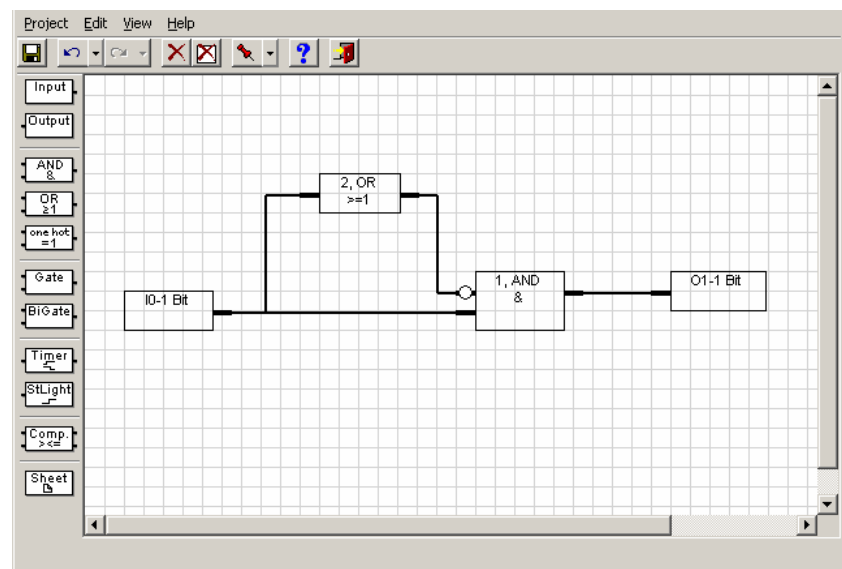 Project Edit View Help
Input
Output
AND
&
OR
≥1
one hot
=1
Gate
BiGate
Timer
StLight
Comp.
> <=
Sheet
2, OR
>=1
1, AND
&
I0-1 Bit
O1-1 Bit